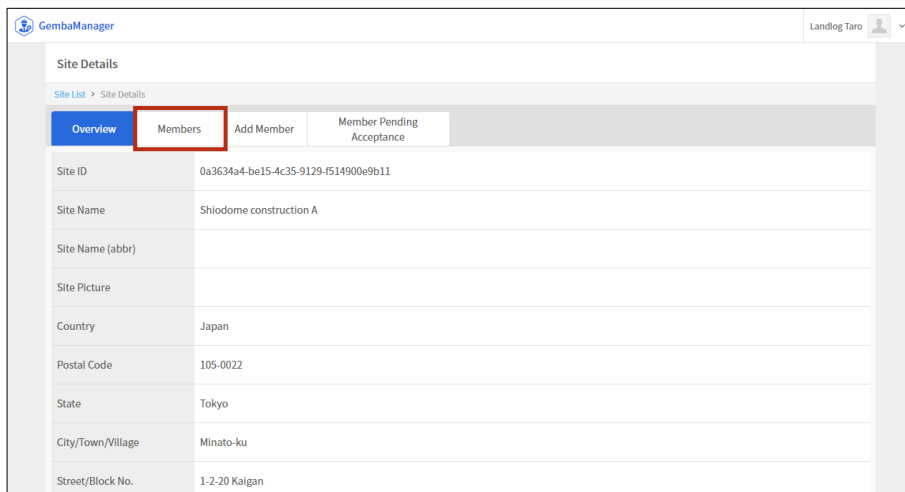 GembaManager
Landlog Taro
Site Details
Site List > Site Details
Overview
Members
Add Member
Member Pending
Acceptance
Site ID 0a3634a4-be15-4c35-9129-f514900e9b11
Site Name Shiodome construction A
Site Name (abbr)
Site Picture
Country Japan
Postal Code 105-0022
State Tokyo
City/Town/Village Minato-ku
Street/Block No. 1-2-20 Kaigan